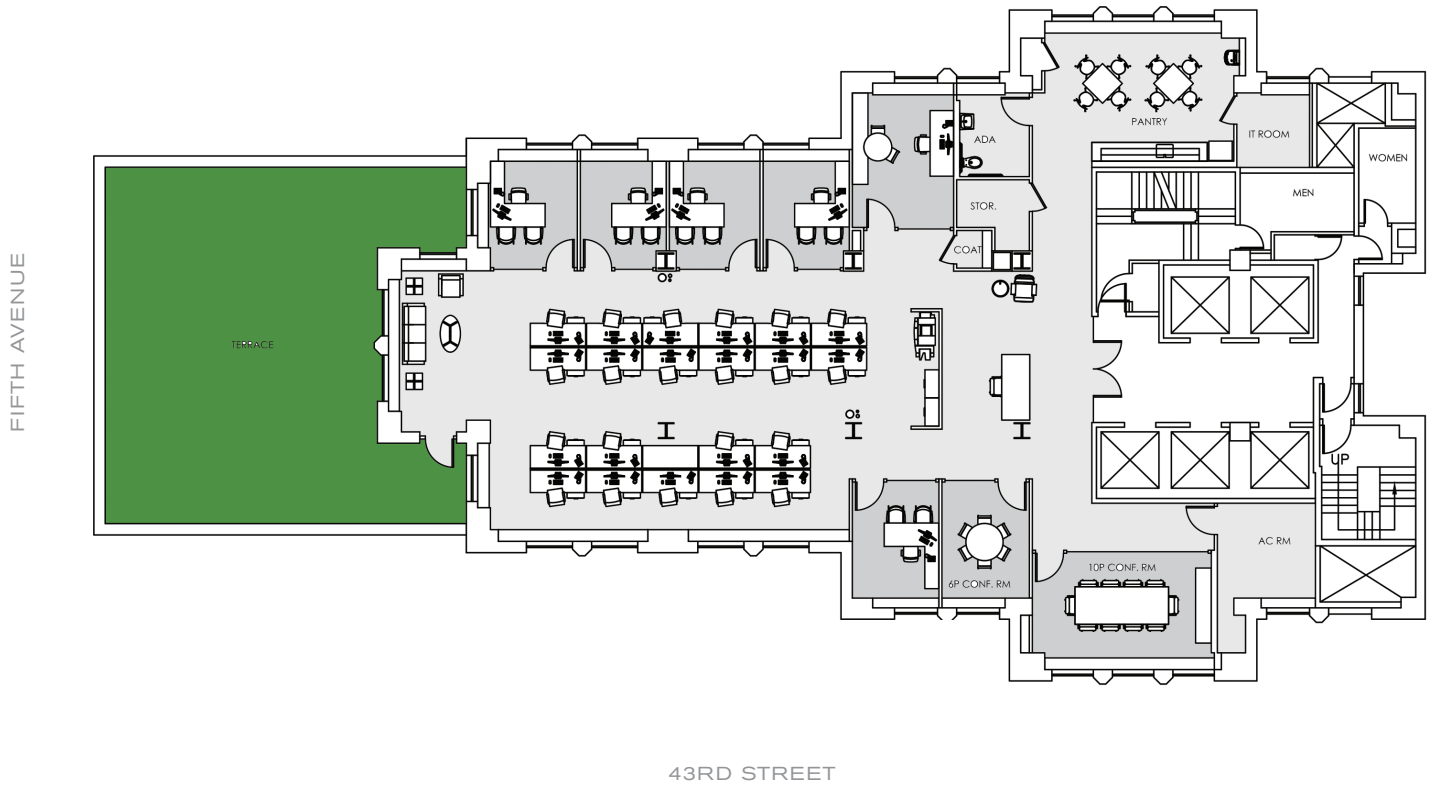 PANTRY
IT ROOM
ADA
WOMEN
MEN
STOR.
COAT
FIFTH AVENUE
TERRACE
UP
AC RM
10P CONF. RM
6P CONF. RM
43RD STREET